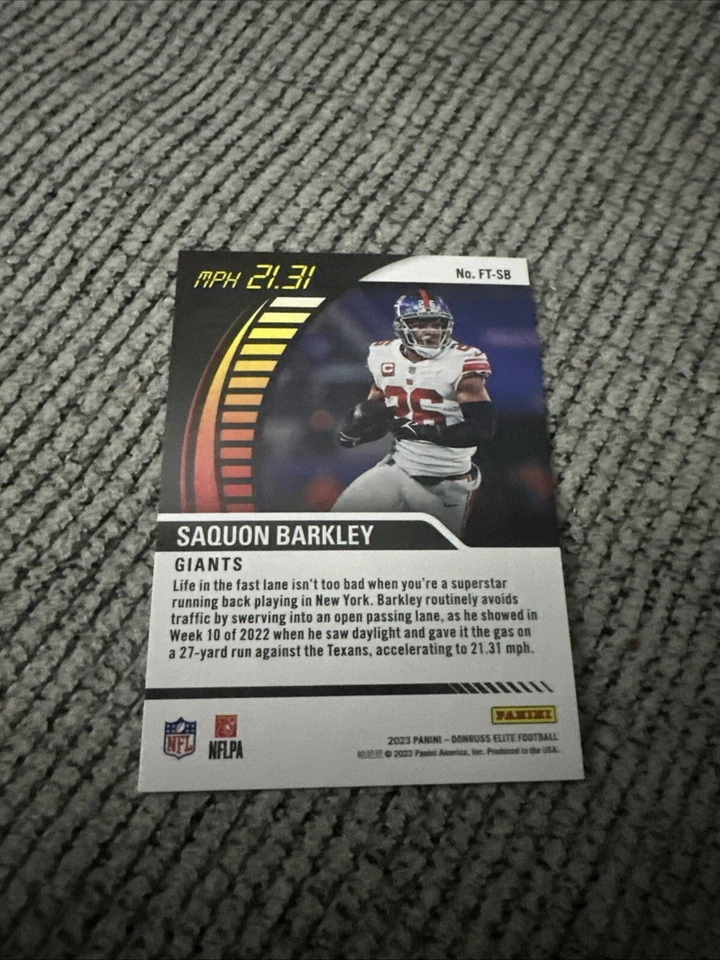 MPH 21.31
No. FT-SB
26
C
26
26
SAQUON BARKLEY
GIANTS
Life in the fast lane isn't too bad when you're a superstar
running back playing in New York. Barkley routinely avoids
traffic by swerving into an open passing lane, as he showed in
Week 10 of 2022 when he saw daylight and gave it the gas on
a 27-yard run against the Texans, accelerating to 21.31 mph.
PANINI
NFL
NFLPA
2023 PANINI – DONRUSS ELITE FOOTBALL
© 2023 Panini America, Inc. Produced in the USA.